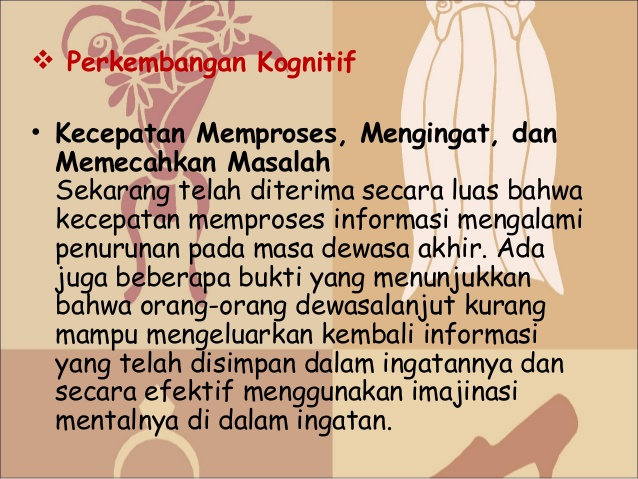 ❖ Perkembangan Kognitif
• Kecepatan Memproses, Mengingat, dan
Memecahkan Masalah
Sekarang telah diterima secara luas bahwa
kecepatan memproses informasi mengalami
penurunan pada masa dewasa akhir. Ada
juga beberapa bukti yang menunjukkan
bahwa orang-orang dewasalanjut kurang
mampu mengeluarkan kembali informasi
yang telah disimpan dalam ingatannya dan
secara efektif menggunakan imajinasi
mentalnya di dalam ingatan.